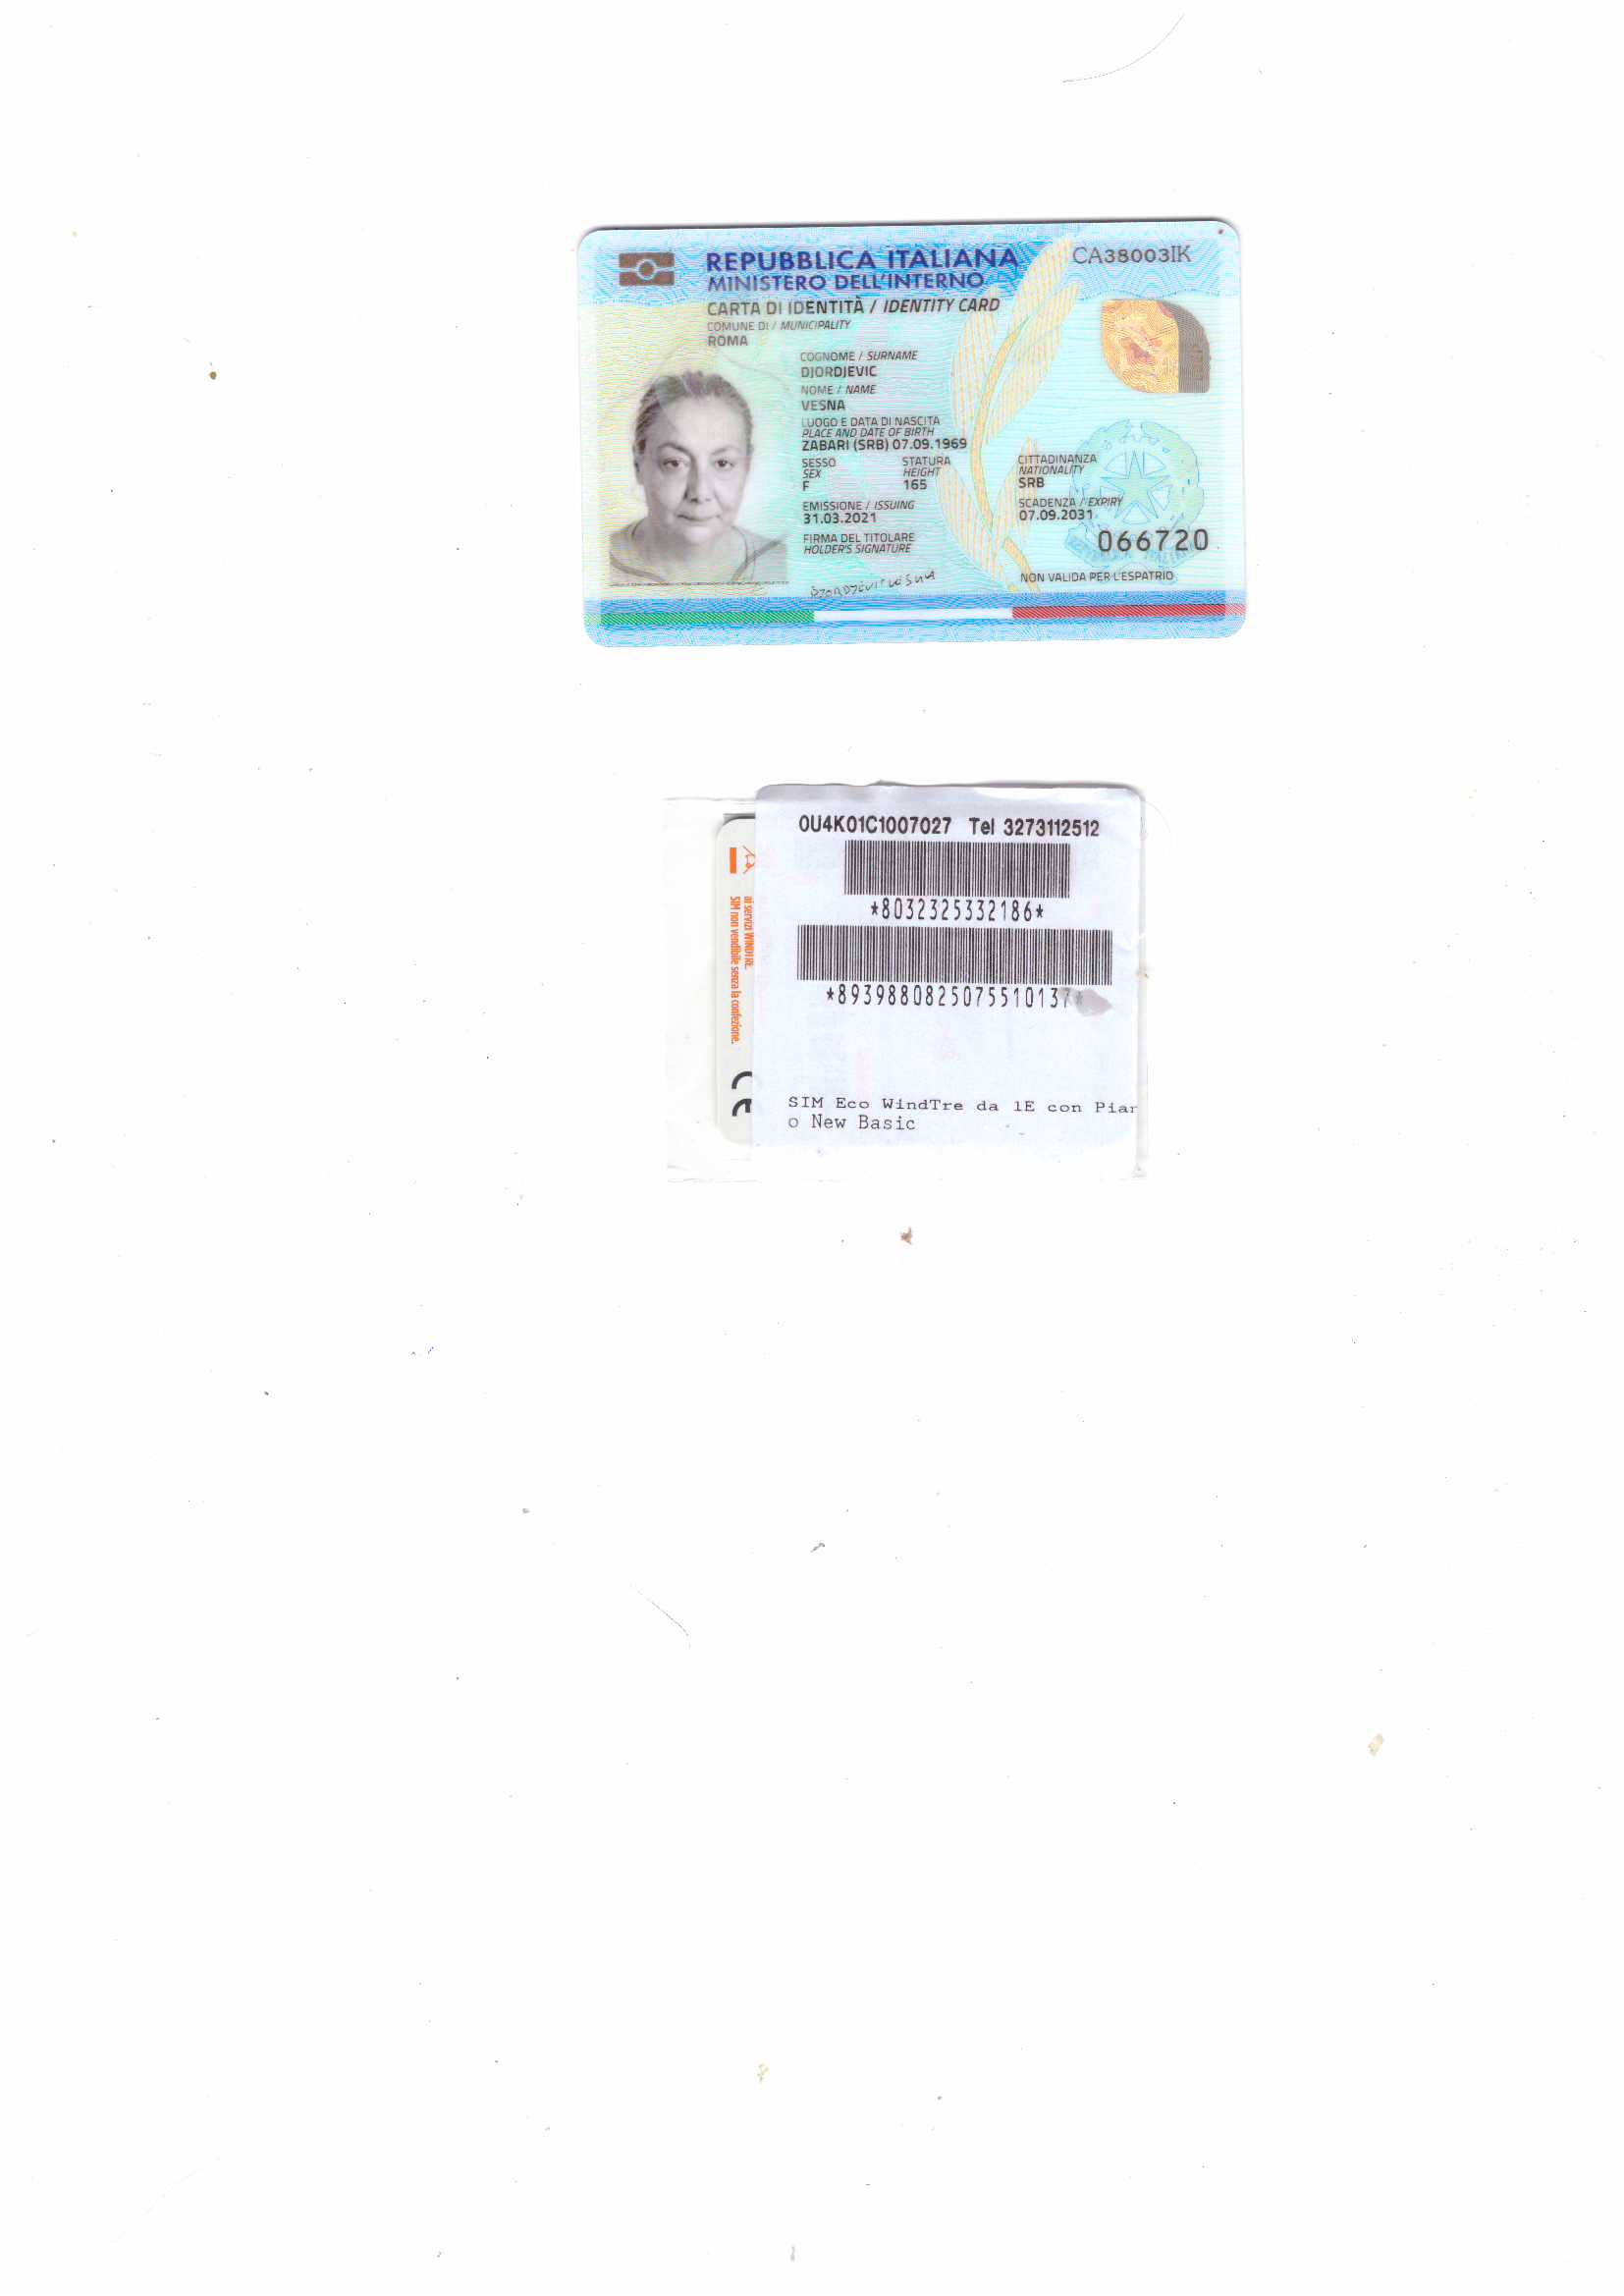 REPUBBLICA ITALIANA
CA38003IK
MINISTERO DELL'INTERNO
CARTA DI IDENTITÀ / IDENTITY CARD
COMUNE DI / MUNICIPALITY
ROMA
COGNOME / SURNAME
DJORDJEVIC
NOME / NAME
VESNA
LUOGO E DATA DI NASCITA
PLACE AND DATE OF BIRTH
ZABARI (SRB) 07.09.1969
SESSO
SEX
F
STATURA
HEIGHT
165
CITTADINANZA
NATIONALITY
SRB
EMISSIONE / ISSUING
31.03.2021
SCADENZA / EXPIRY
07.09.2031
FIRMA DEL TITOLARE
HOLDER'S SIGNATURE
066720
NON VALIDA PER L'ESPATRIO
0U4K01C1007027 Tel 3273112512
*8032325332186*
*8939880825075510137*
ai servizi WINDTRE.
SIM non vendibile senza la confezione.
SIM Eco WindTre da 1E con Pian
o New Basic